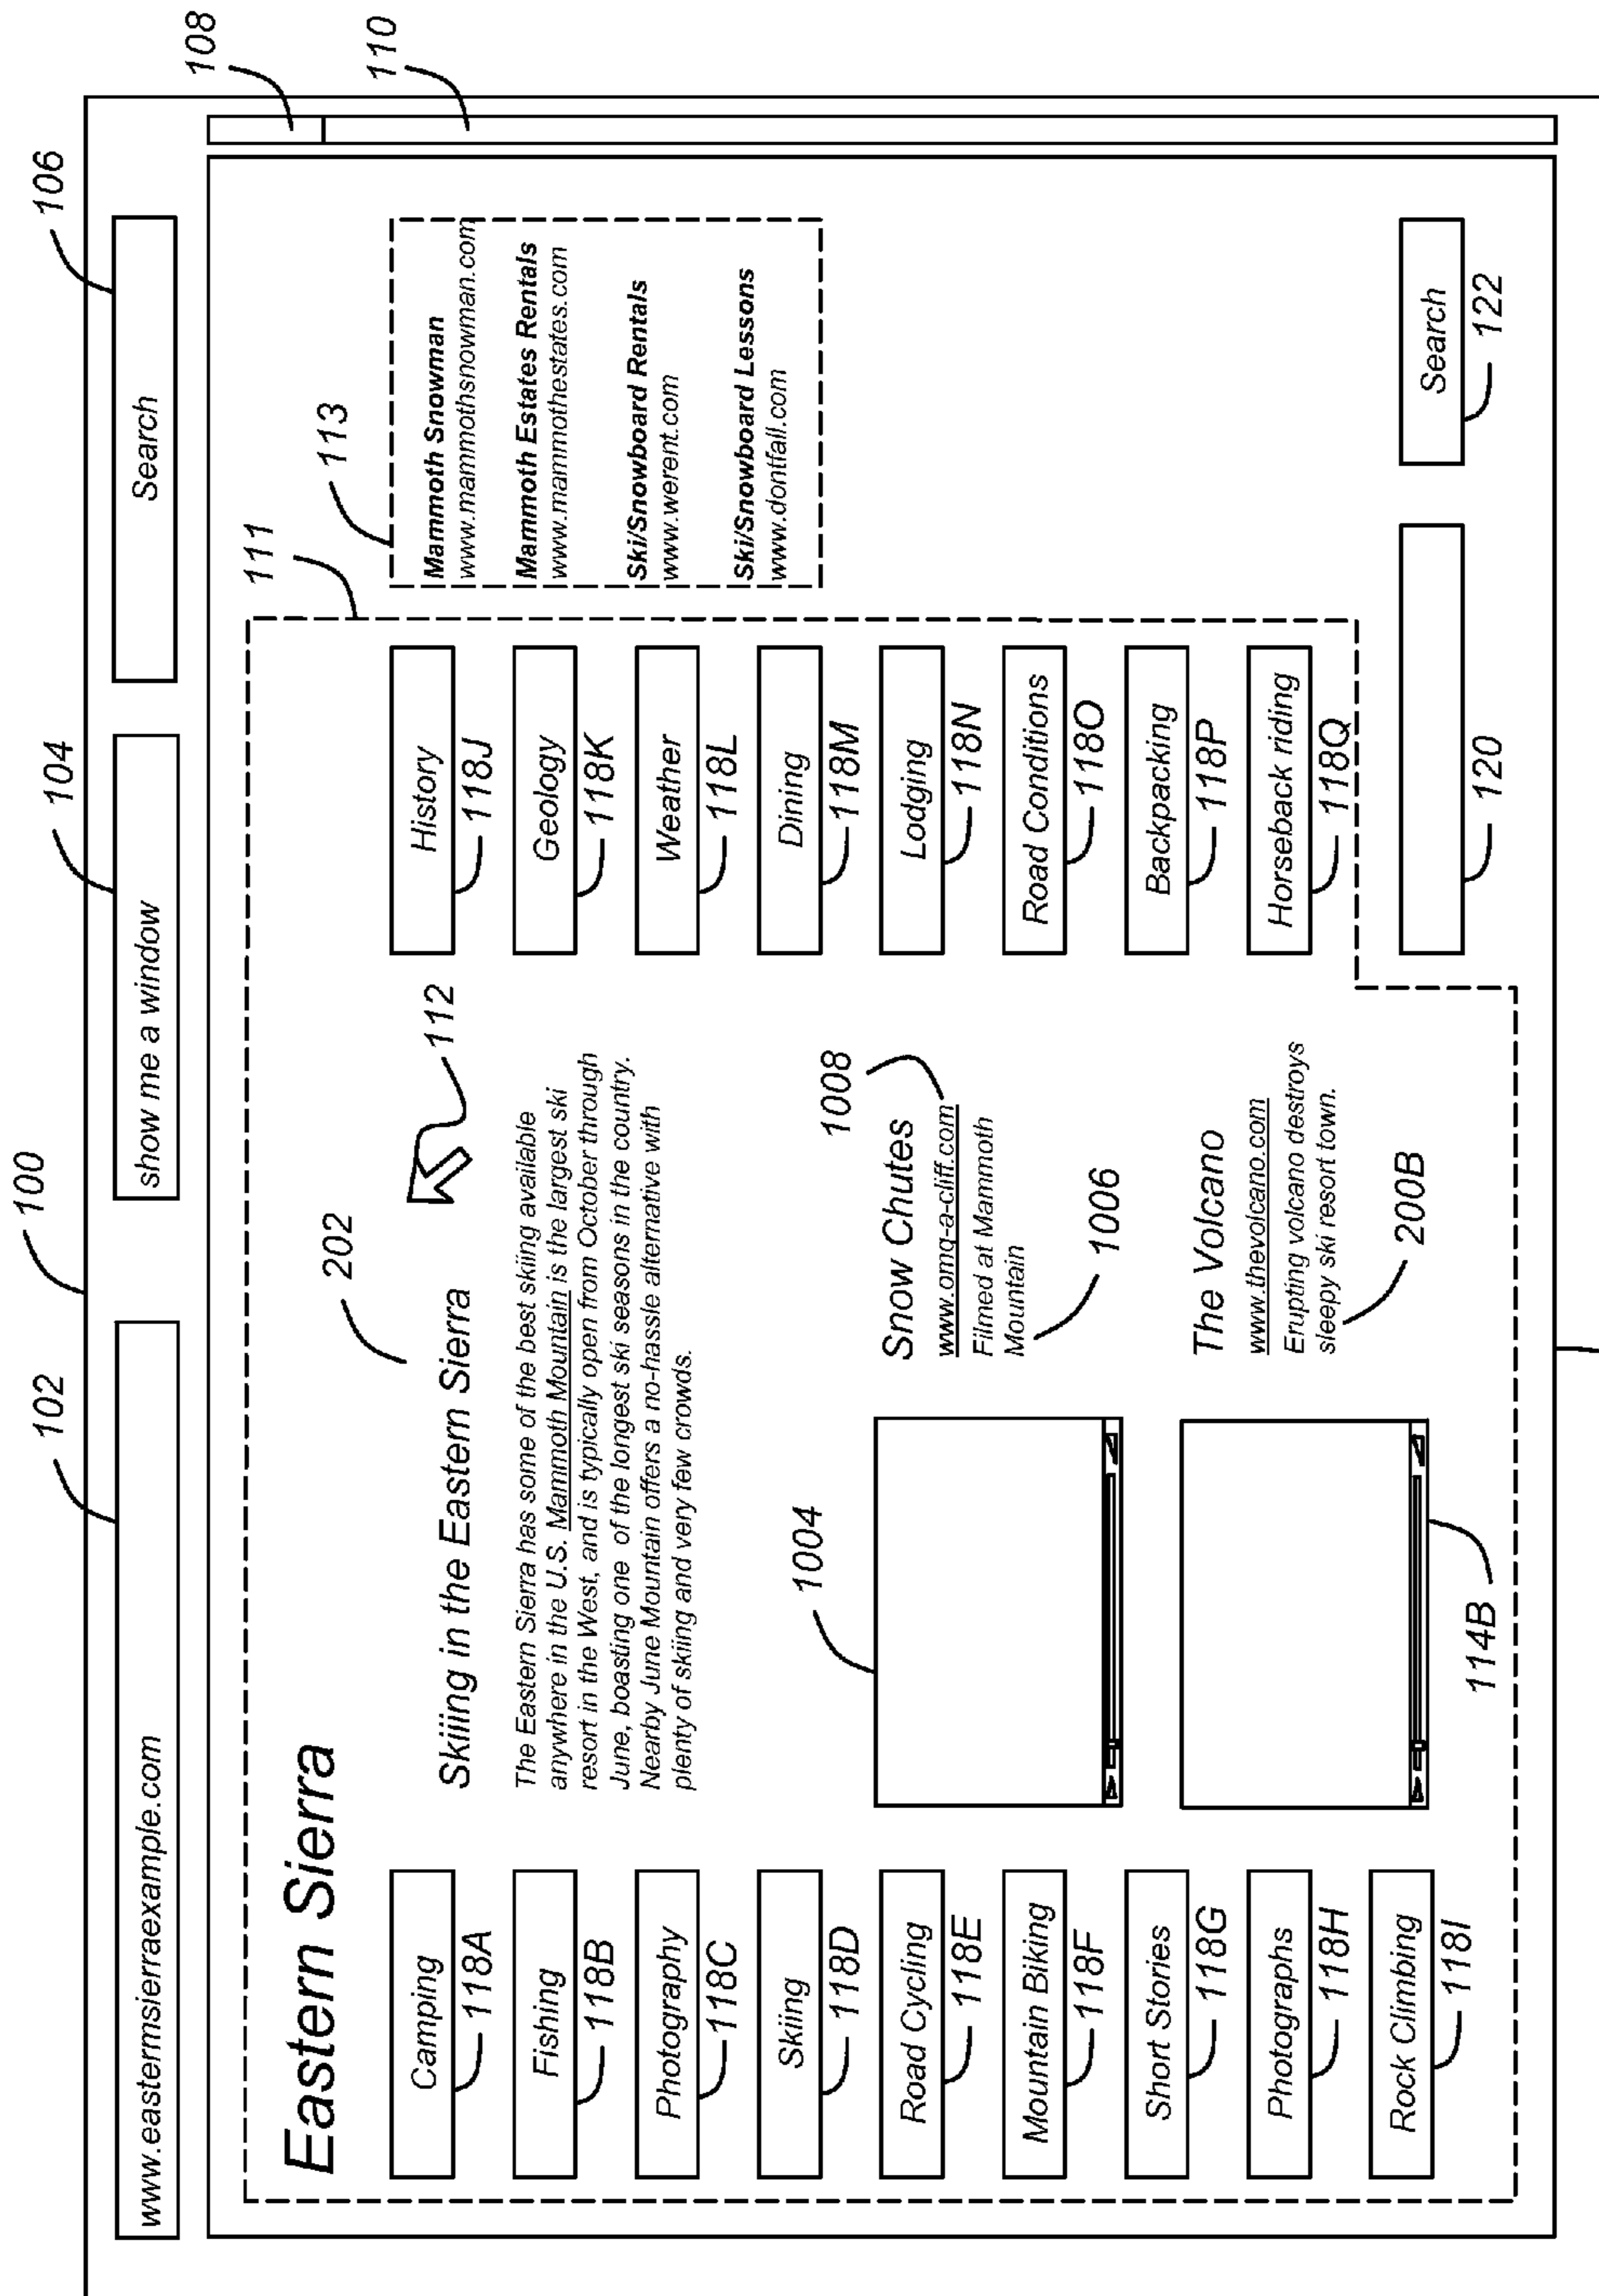 100
102
104
106
108
www.easternsierraexample.com
show me a window
Search
110
111
113
Eastern Sierra
202
112
Camping
118A
Fishing
118B
Photography
118C
Skiing
118D
Road Cycling
118E
Mountain Biking
118F
Short Stories
118G
Photographs
118H
Rock Climbing
118I
Skiiing in the Eastern Sierra
The Eastern Sierra has some of the best skiing available
anywhere in the U.S. Mammoth Mountain is the largest ski
resort in the West, and is typically open from October through
June, boasting one of the longest ski seasons in the country.
Nearby June Mountain offers a no-hassle alternative with
plenty of skiing and very few crowds.
1004
1008
Snow Chutes
www.omg-a-cliff.com
Filmed at Mammoth
Mountain
1006
The Volcano
www.thevolcano.com
Erupting volcano destroys
sleepy ski resort town.
200B
114B
History
118J
Geology
118K
Weather
118L
Dining
118M
Lodging
118N
Road Conditions
118O
Backpacking
118P
Horseback riding
118Q
Mammoth Snowman
www.mammothsnowman.com
Mammoth Estates Rentals
www.mammothestates.com
Ski/Snowboard Rentals
www.werent.com
Ski/Snowboard Lessons
www.dontfall.com
120
Search
122